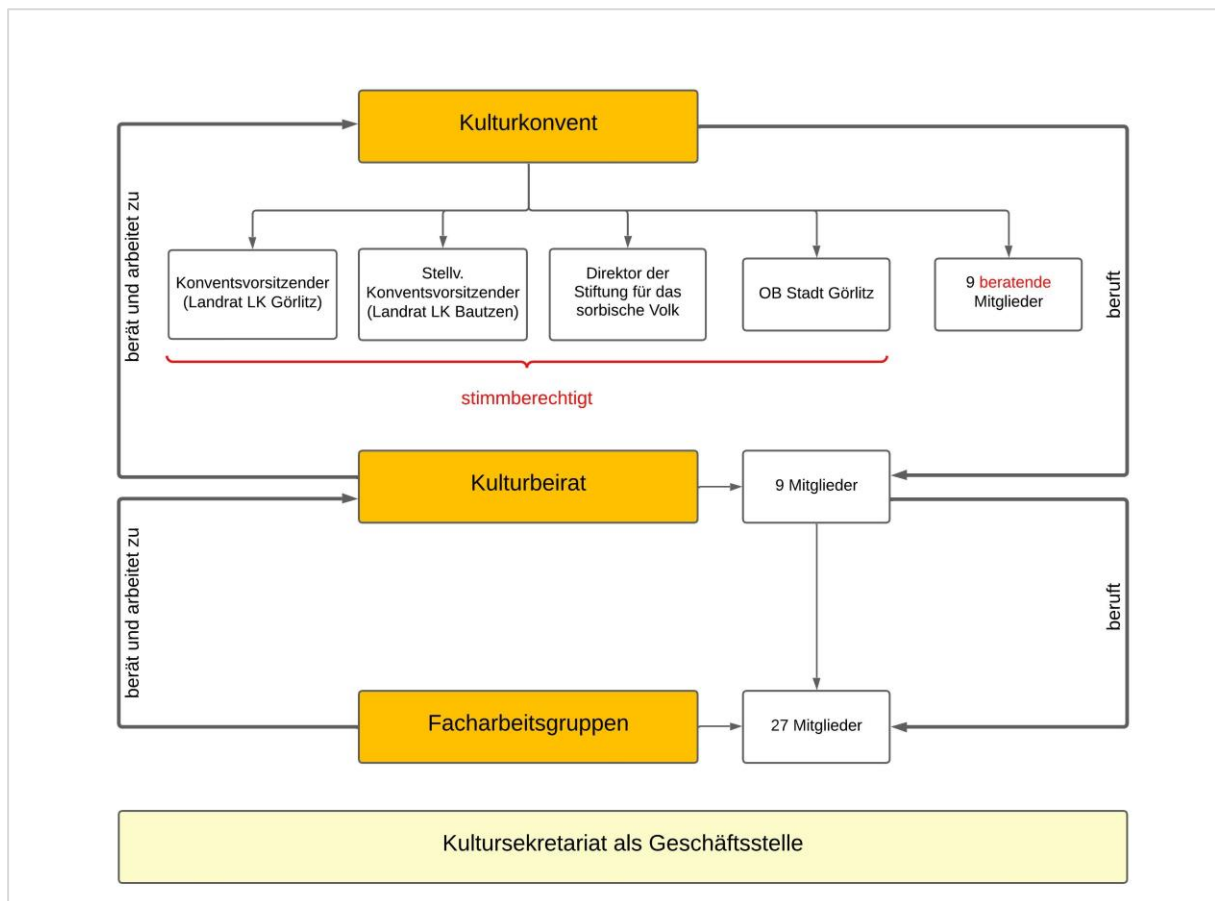 Kulturkonvent
berät und arbeitet zu
beruft
Konventsvorsitzender
(Landrat LK Görlitz)
Stellv.
Konventsvorsitzender
(Landrat LK Bautzen)
Direktor der
Stiftung für das
sorbische Volk
OB Stadt Görlitz
9 beratende
Mitglieder
stimmberechtigt
Kulturbeirat
9 Mitglieder
berät und arbeitet zu
beruft
Facharbeitsgruppen
27 Mitglieder
Kultursekretariat als Geschäftsstelle